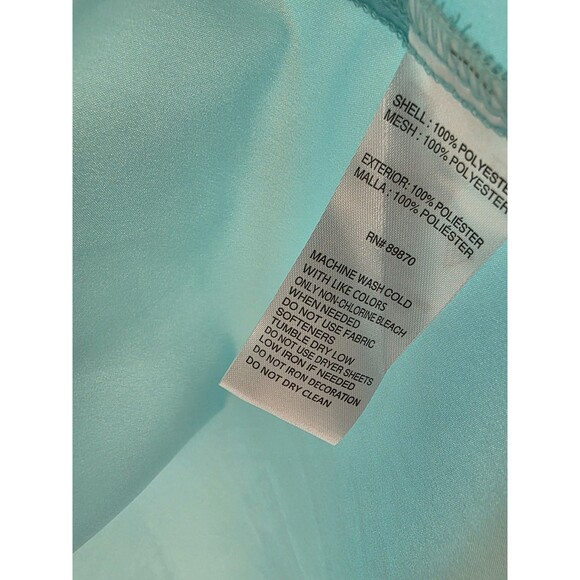 SHELL : 100% POLYESTER
MESH : 100% POLYESTER
EXTERIOR: 100% POLIÉSTER
MALLA : 100% POLIÉSTER
RN# 89870
MACHINE WASH COLD
WITH LIKE COLORS
ONLY NON-CHLORINE BLEACH
WHEN NEEDED
DO NOT USE FABRIC
SOFTENERS
TUMBLE DRY LOW
DO NOT USE DRYER SHEETS
LOW IRON IF NEEDED
DO NOT IRON DECORATION
DO NOT DRY CLEAN